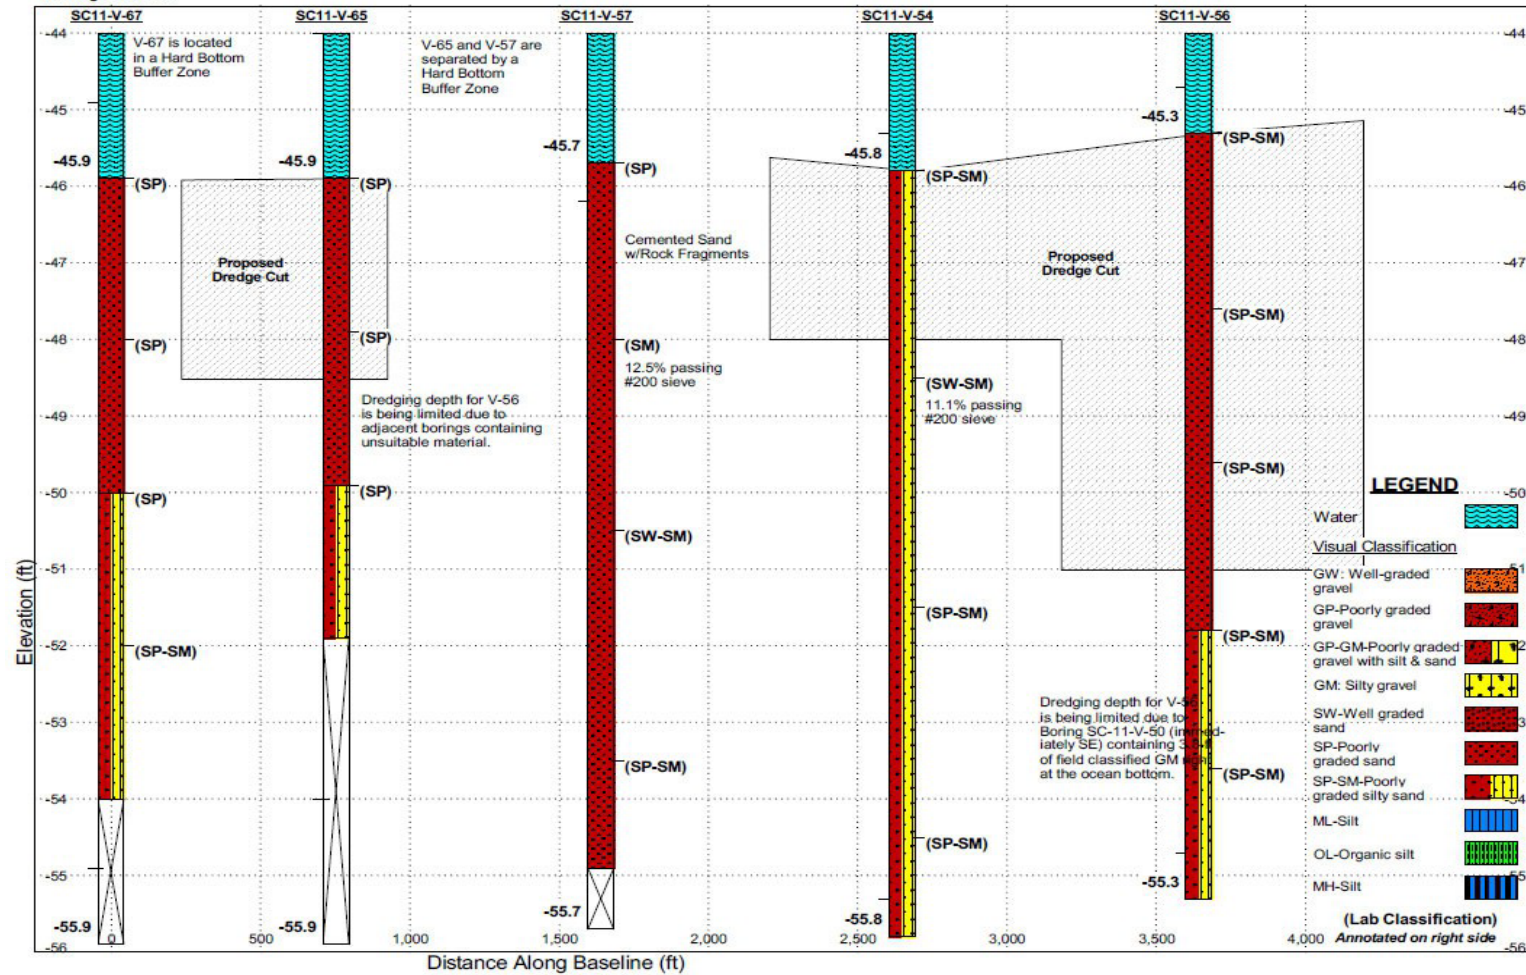 SC11-V-67
SC11-V-65
SC11-V-57
SC11-V-54
SC11-V-56
-44
-45
-46
-47
-48
-49
-50
-51
-52
-53
-54
-55
-56
Elevation (ft)
V-67 is located
in a Hard Bottom
Buffer Zone
-45.9
(SP)
(SP)
(SP)
(SP-SM)
-55.9
Proposed
Dredge Cut
-45.9
(SP)
(SP)
(SP)
-55.9
Dredging depth for V-56
is being limited due to
adjacent borings containing
unsuitable material.
V-65 and V-57 are
separated by a
Hard Bottom
Buffer Zone
-45.7
(SP)
Cemented Sand
w/Rock Fragments
(SM)
12.5% passing
#200 sieve
(SW-SM)
(SP-SM)
-55.7
-45.8
(SP-SM)
(SW-SM)
11.1% passing
#200 sieve
(SP-SM)
(SP-SM)
-55.8
Proposed
Dredge Cut
-45.3
(SP-SM)
(SP-SM)
(SP-SM)
(SP-SM)
(SP-SM)
-55.3
Dredging depth for
is being limited due to
Boring SC-11-V-50
iately SE) containing
of field classified GM
at the ocean bottom.
-44
-45
-46
-47
-48
-49
-50
-56
LEGEND
Water
Visual Classification
GW: Well-graded
gravel
GP-Poorly graded
gravel
GP-GM-Poorly graded
gravel with silt & sand
GM: Silty gravel
SW-Well graded
sand
SP-Poorly
graded sand
SP-SM-Poorly
graded silty sand
ML-Silt
OL-Organic silt
MH-Silt
(Lab Classification)
Annotated on right side
0
500
1,000
1,500
2,000
2,500
3,000
3,500
4,000
Distance Along Baseline (ft)